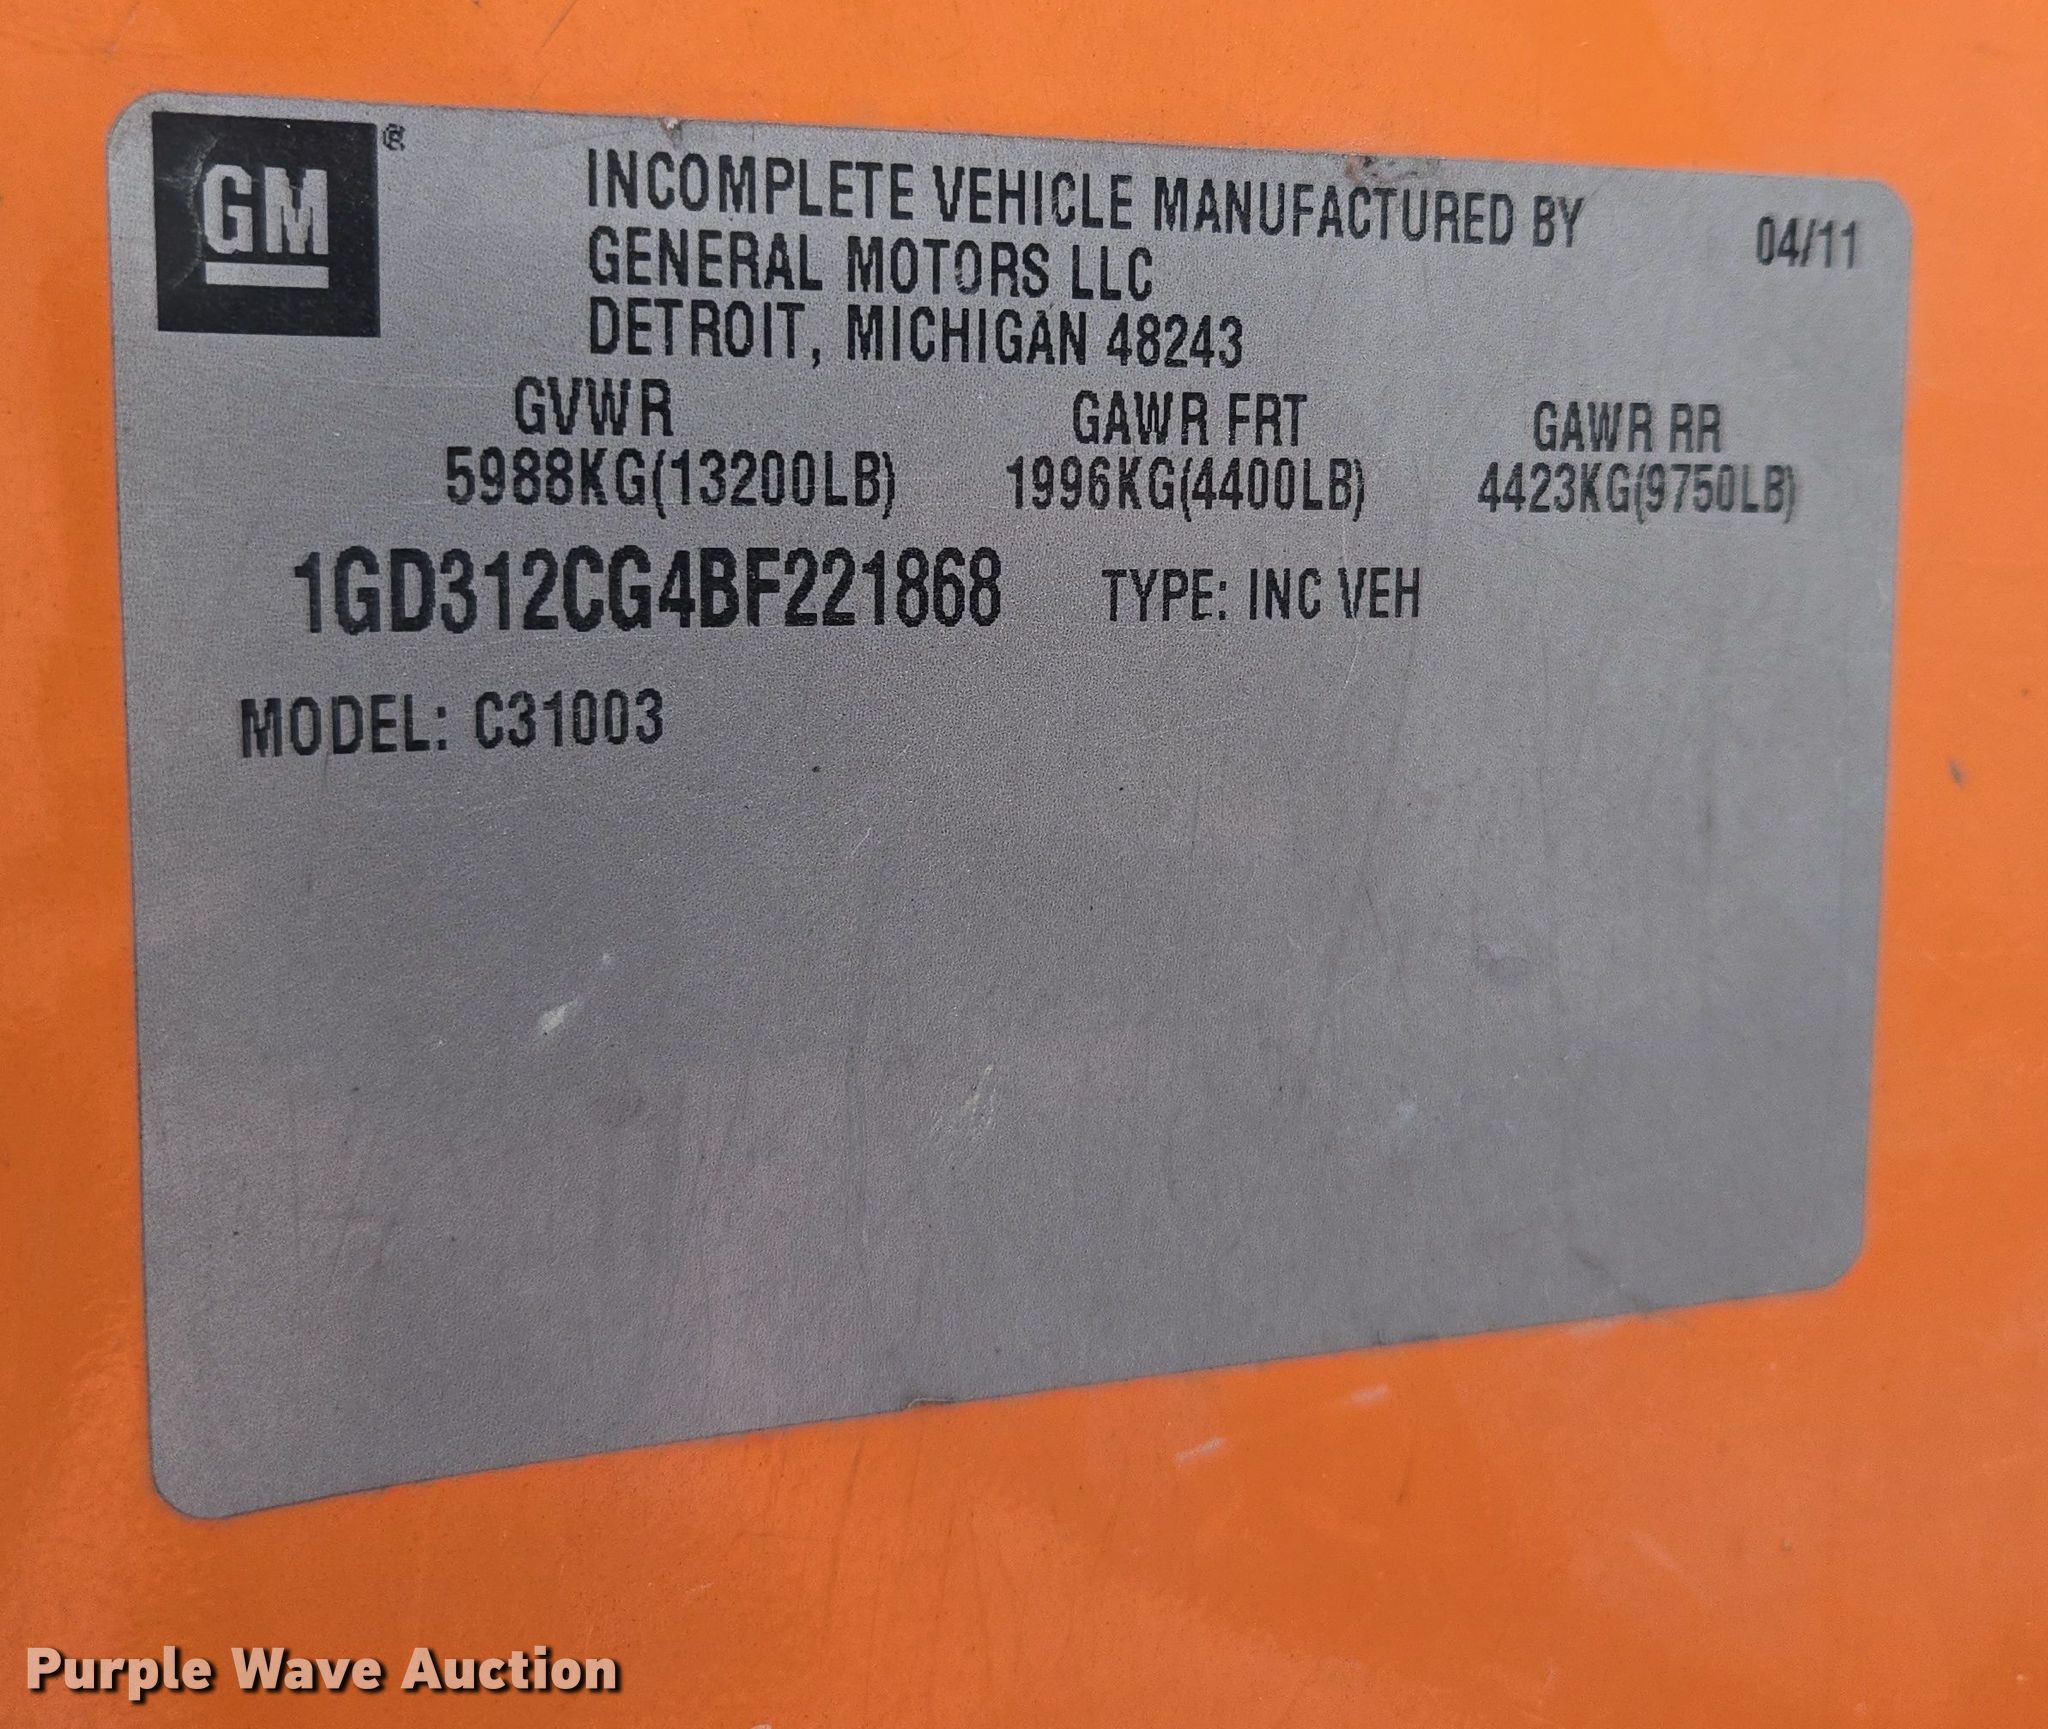 GM®
INCOMPLETE VEHICLE MANUFACTURED BY
04/11
GENERAL MOTORS LLC
DETROIT, MICHIGAN 48243
GVWR GAWR FRT GAWR RR
5988KG(13200LB) 1996KG(4400LB) 4423KG(9750LB)
1GD312CG4BF221868 TYPE: INC VEH
MODEL: C31003
Purple Wave Auction